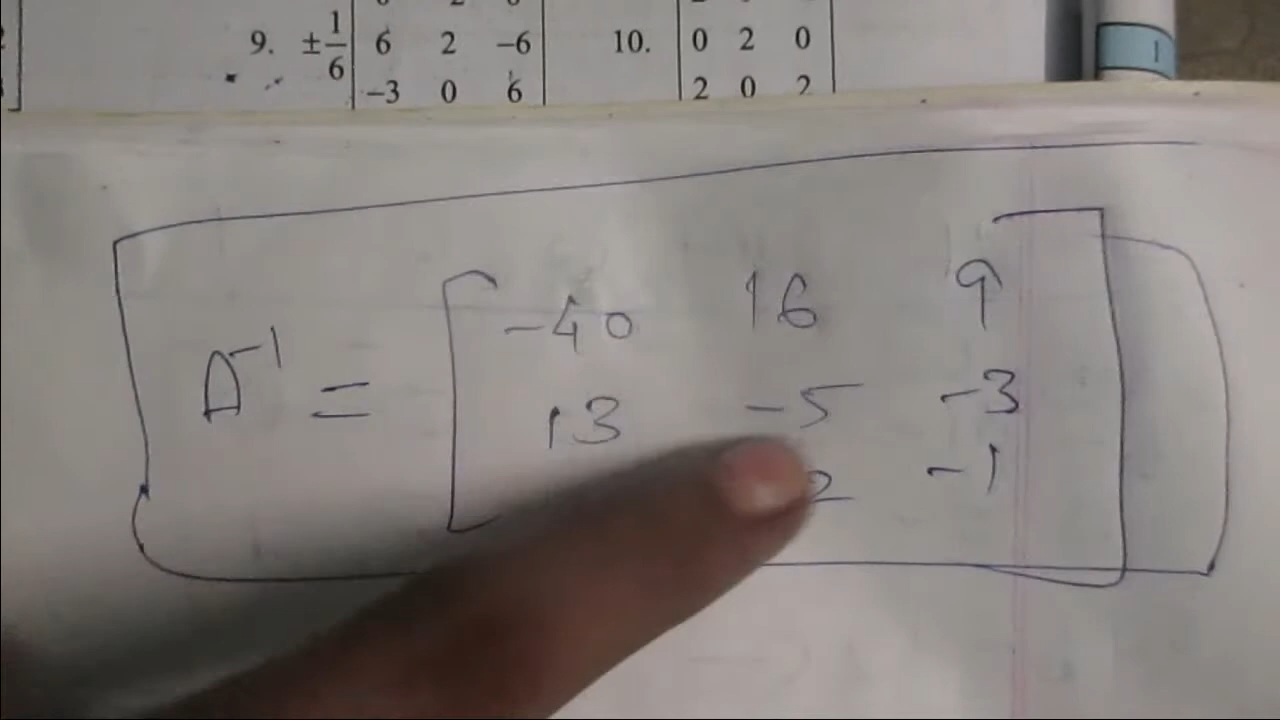 9. ±1/6 | 6 2 −6 | 10. | 0 2 0 |
−3 0 6 2 0 2
A⁻¹ = [ −40 16 9
13 −5 −3
2 −1 ]